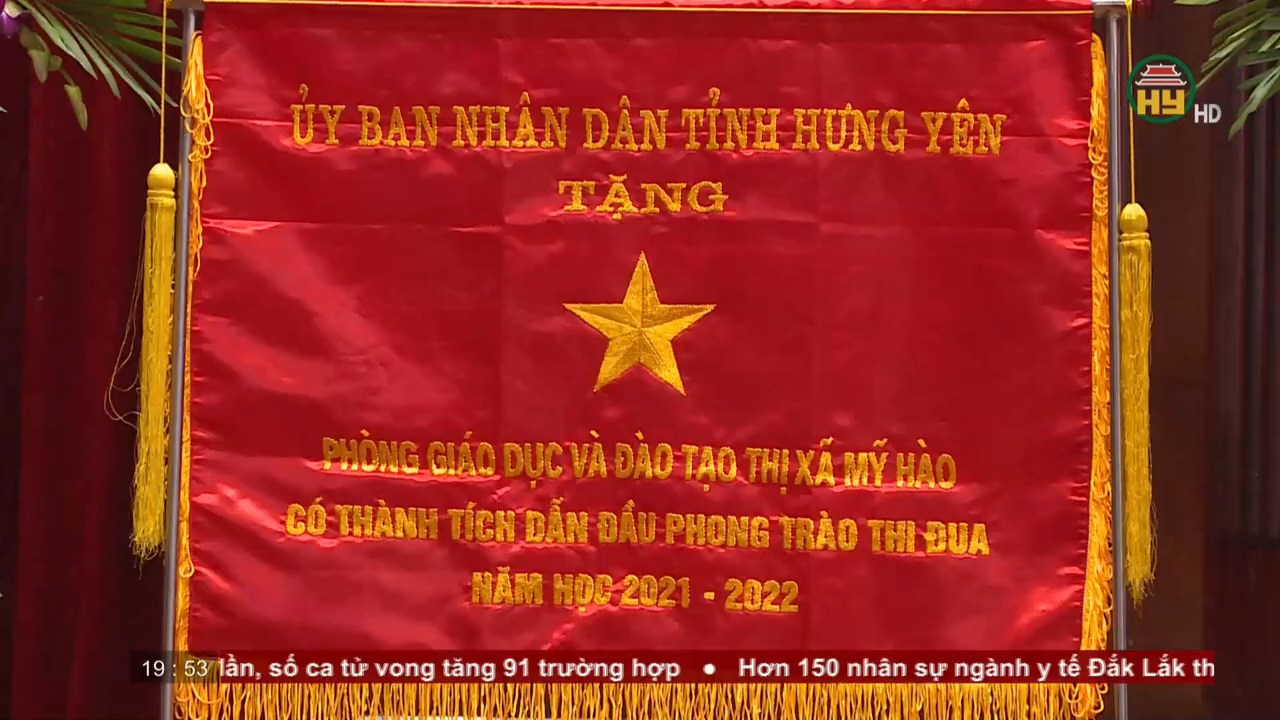 ỦY BAN NHÂN DÂN TỈNH HƯNG YÊN
HY HD
TẶNG
PHÒNG GIÁO DỤC VÀ ĐÀO TẠO THỊ XÃ MỸ HÀO
CÓ THÀNH TÍCH DẪN ĐẦU PHONG TRÀO THI ĐUA
NĂM HỌC 2021 - 2022
19 : 53 lần, số ca tử vong tăng 91 trường hợp ● Hơn 150 nhân sự ngành y tế Đắk Lắk th